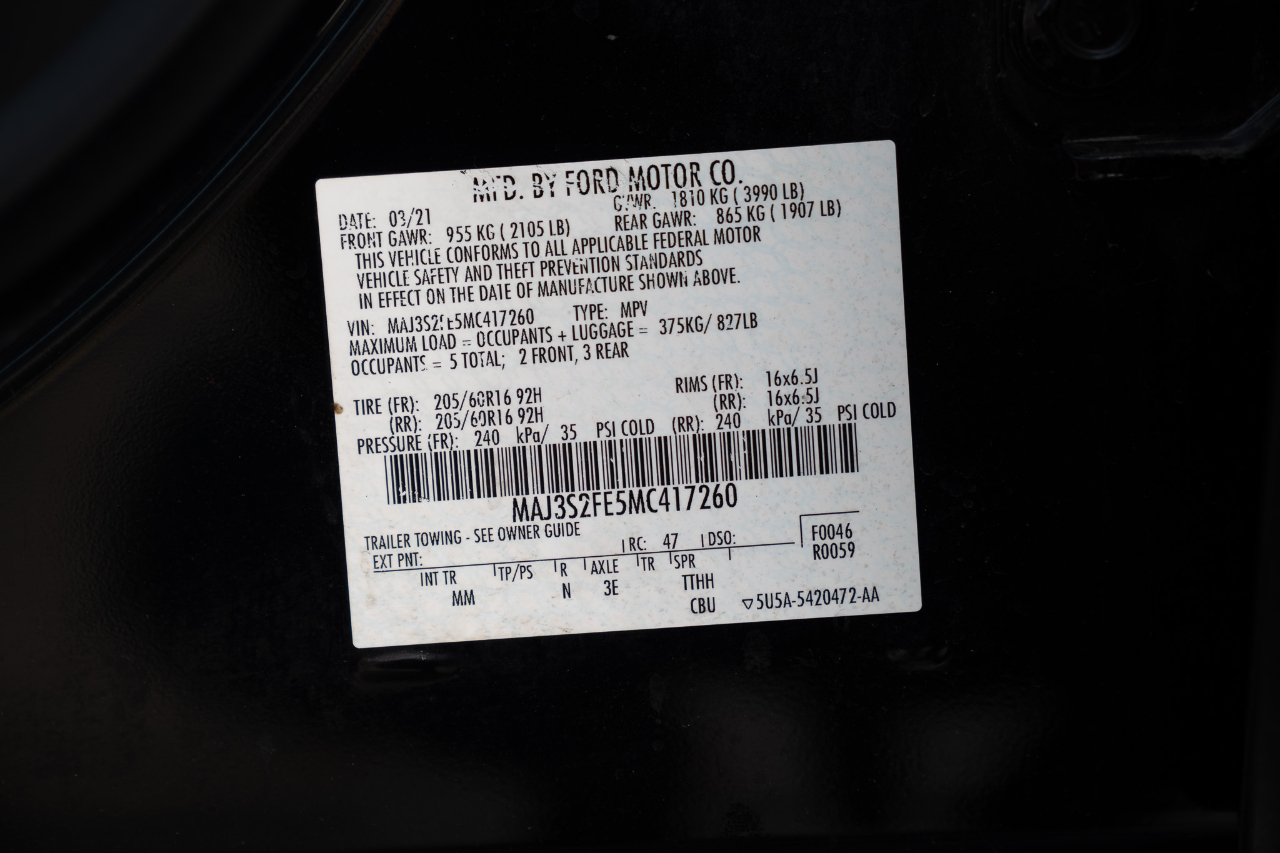 MFD. BY FORD MOTOR CO.
DATE: 03/21 GVWR: 1810 KG ( 3990 LB)
FRONT GAWR: 955 KG ( 2105 LB) REAR GAWR: 865 KG ( 1907 LB)
THIS VEHICLE CONFORMS TO ALL APPLICABLE FEDERAL MOTOR
VEHICLE SAFETY AND THEFT PREVENTION STANDARDS
IN EFFECT ON THE DATE OF MANUFACTURE SHOWN ABOVE.
VIN: MAJ3S2FE5MC417260 TYPE: MPV
MAXIMUM LOAD = OCCUPANTS + LUGGAGE = 375KG/ 827LB
OCCUPANTS = 5 TOTAL; 2 FRONT, 3 REAR
TIRE (FR): 205/60R16 92H RIMS (FR): 16x6.5J
(RR): 205/60R16 92H (RR): 16x6.5J
PRESSURE (FR): 240 kPa/ 35 PSI COLD (RR): 240 kPa/ 35 PSI COLD
MAJ3S2FE5MC417260
TRAILER TOWING - SEE OWNER GUIDE
EXT PNT: RC: 47 DSO: F0046
R0059
INT TR TP/PS R AXLE TR SPR
MM N 3E TTHH
CBU ▽5U5A-5420472-AA